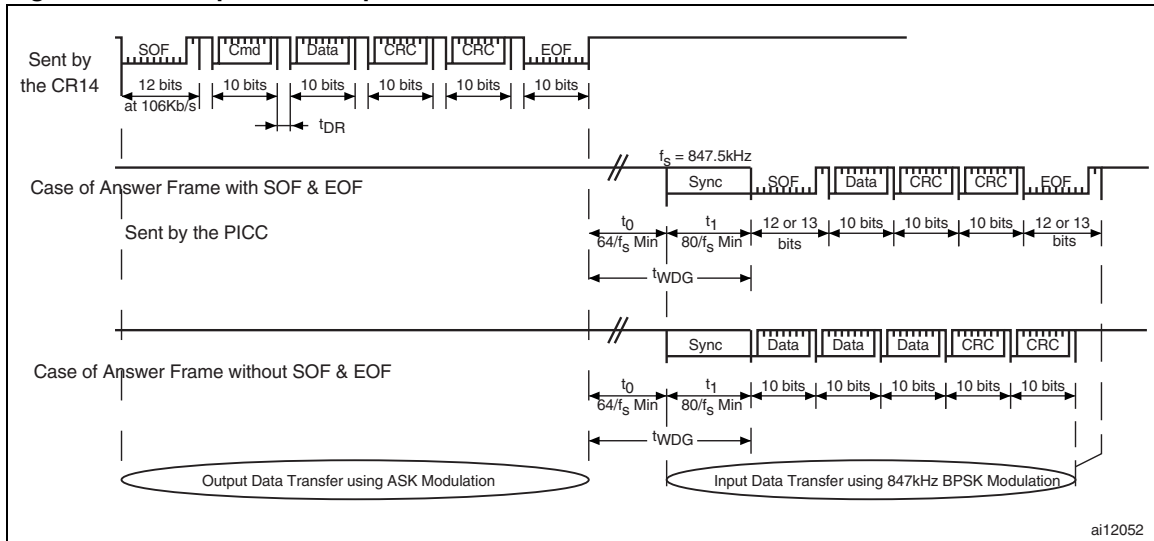 Sent by
the CR14
SOF Cmd Data CRC CRC EOF
12 bits 10 bits 10 bits 10 bits 10 bits 10 bits
at 106Kb/s
tDR
fS = 847.5kHz
Case of Answer Frame with SOF & EOF
Sync SOF Data CRC CRC EOF
Sent by the PICC
t0 t1 12 or 13 10 bits 10 bits 10 bits 12 or 13
64/fS Min 80/fS Min bits bits
tWDG
Sync Data Data Data CRC CRC
Case of Answer Frame without SOF & EOF
t0 t1 10 bits 10 bits 10 bits 10 bits 10 bits
64/fS Min 80/fS Min
tWDG
Output Data Transfer using ASK Modulation Input Data Transfer using 847kHz BPSK Modulation
ai12052